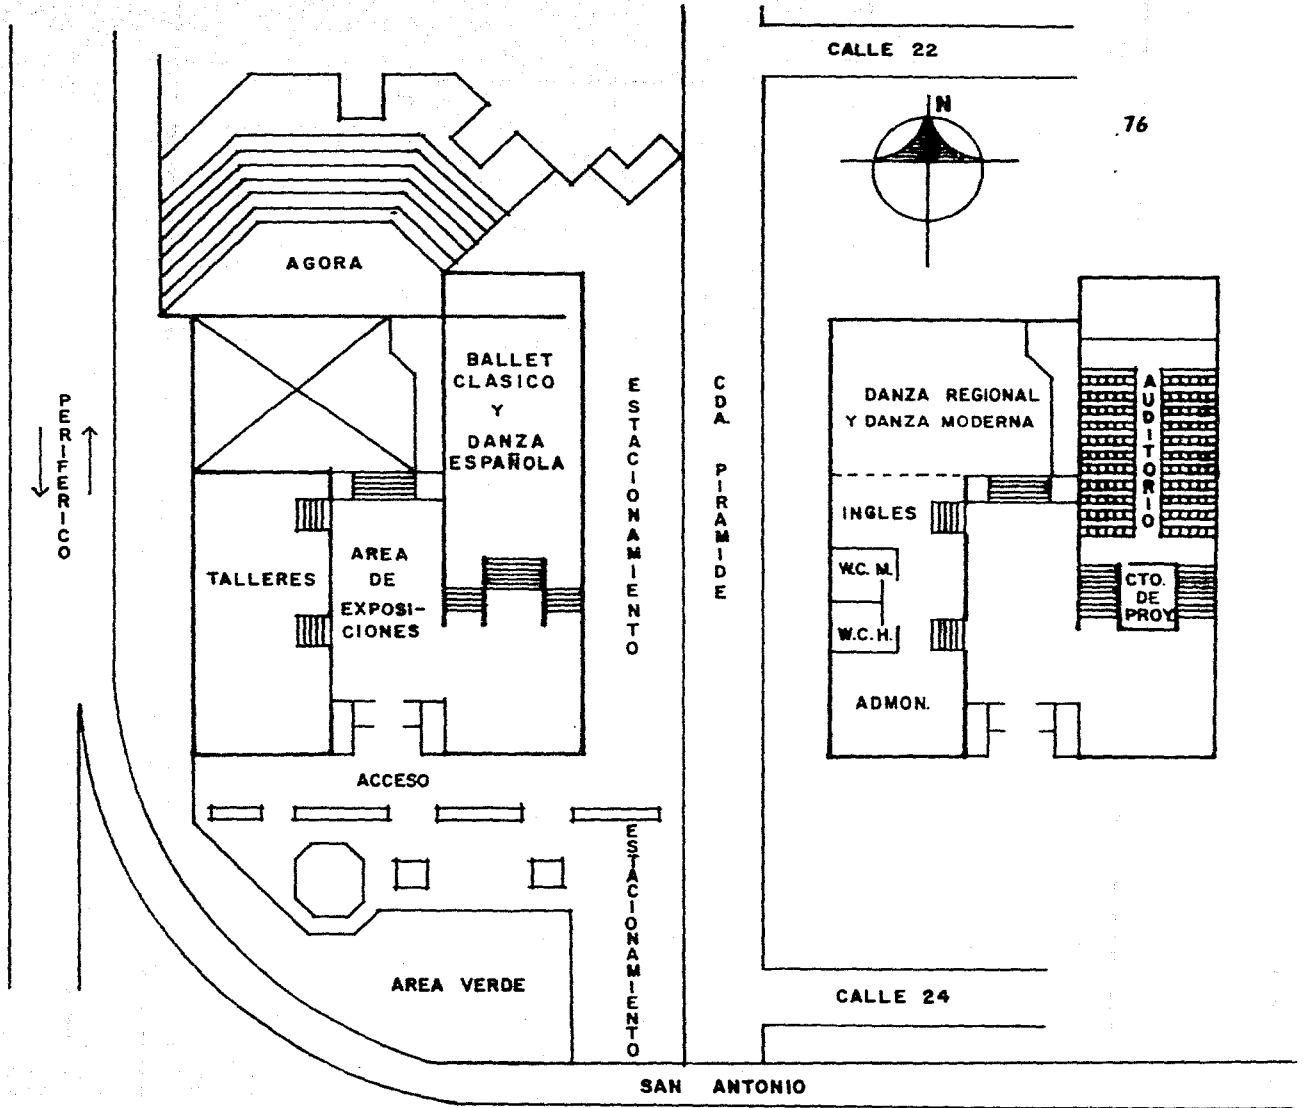 CALLE 22
N
76
AGORA
BALLET
CLASICO
Y
DANZA
ESPAÑOLA
ESTACIONAMIENTO
CDA. PIRAMIDE
PERIFERICO
DANZA REGIONAL
Y DANZA MODERNA
AUDITORIO
INGLES
W.C. M.
W.C. H.
CTO.
DE
PROY.
ADMON.
TALLERES
AREA
DE
EXPOSI-
CIONES
ACCESO
ESTACIONAMIENTO
AREA VERDE
CALLE 24
SAN ANTONIO